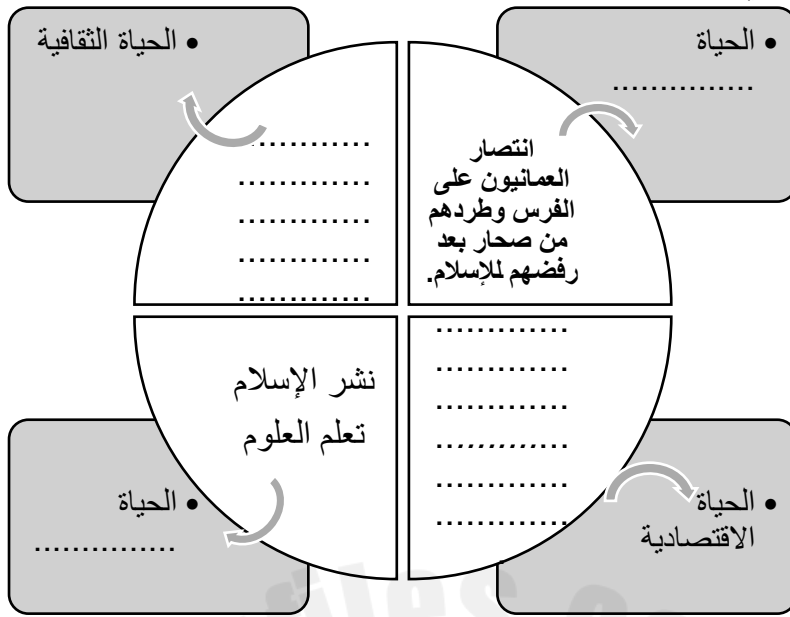 • الحياة
...............
• الحياة الثقافية
انتصار
العمانيون على
الفرس وطردهم
من صحار بعد
رفضهم للإسلام.
.............
.............
.............
.............
.............
.............
.............
.............
.............
.............
.............
نشر الإسلام
تعلم العلوم
• الحياة
الاقتصادية
• الحياة
...............